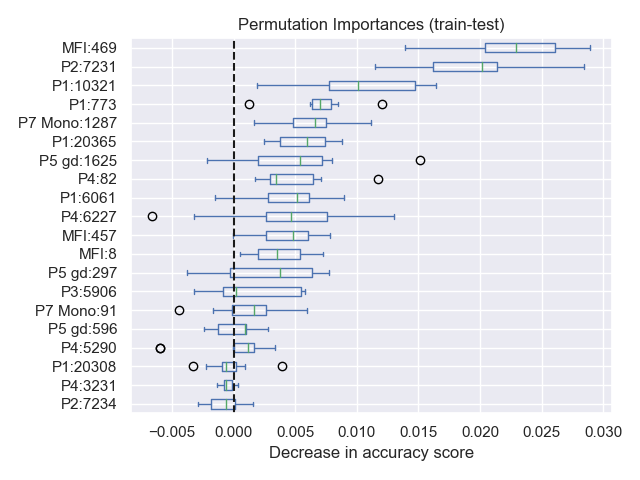 Permutation Importances (train-test)
MFI:469
P2:7231
P1:10321
P1:773
P7 Mono:1287
P1:20365
P5 gd:1625
P4:82
P1:6061
P4:6227
MFI:457
MFI:8
P5 gd:297
P3:5906
P7 Mono:91
P5 gd:596
P4:5290
P1:20308
P4:3231
P2:7234
−0.005 0.000 0.005 0.010 0.015 0.020 0.025 0.030
Decrease in accuracy score